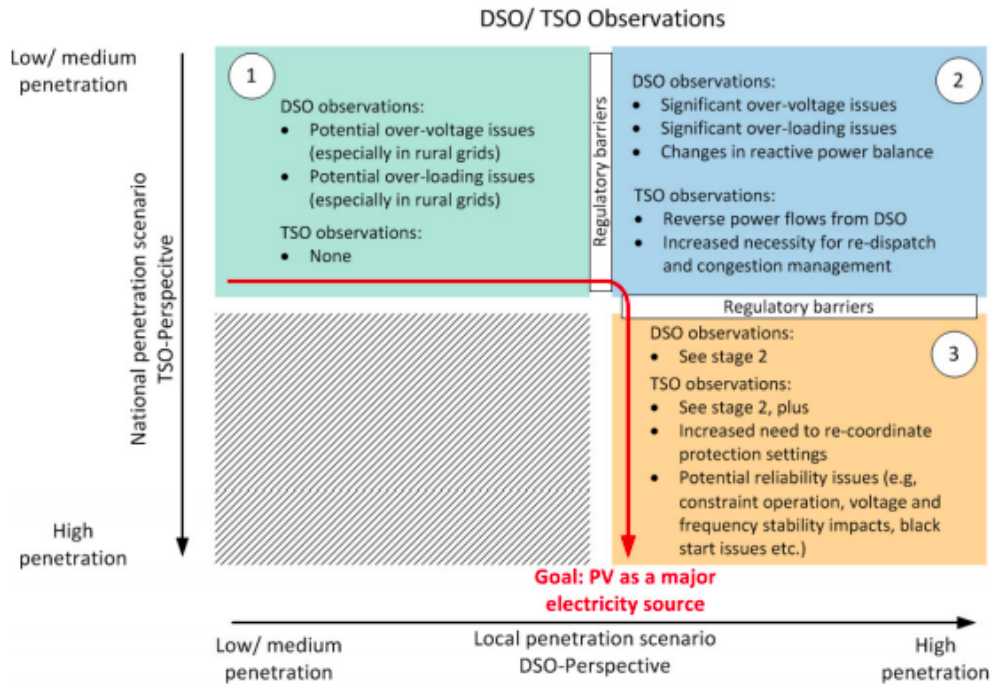 DSO/ TSO Observations
Low/ medium
penetration
National penetration scenario
TSO-Perspecitve
High
penetration
1
DSO observations:
• Potential over-voltage issues
(especially in rural grids)
• Potential over-loading issues
(especially in rural grids)
TSO observations:
• None
Regulatory barriers
2
DSO observations:
• Significant over-voltage issues
• Significant over-loading issues
• Changes in reactive power balance
TSO observations:
• Reverse power flows from DSO
• Increased necessity for re-dispatch
and congestion management
Regulatory barriers
3
DSO observations:
• See stage 2
TSO observations:
• See stage 2, plus
• Increased need to re-coordinate
protection settings
• Potential reliability issues (e.g,
constraint operation, voltage and
frequency stability impacts, black
start issues etc.)
Goal: PV as a major
electricity source
Low/ medium
penetration
Local penetration scenario
DSO-Perspective
High
penetration